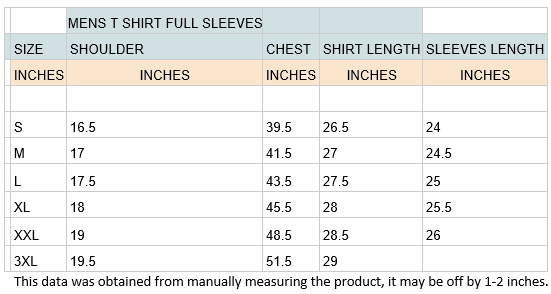 MENS T SHIRT FULL SLEEVES
SIZE SHOULDER CHEST SHIRT LENGTH SLEEVES LENGTH
INCHES INCHES INCHES INCHES INCHES
S 16.5 39.5 26.5 24
M 17 41.5 27 24.5
L 17.5 43.5 27.5 25
XL 18 45.5 28 25.5
XXL 19 48.5 28.5 26
3XL 19.5 51.5 29
This data was obtained from manually measuring the product, it may be off by 1-2 inches.